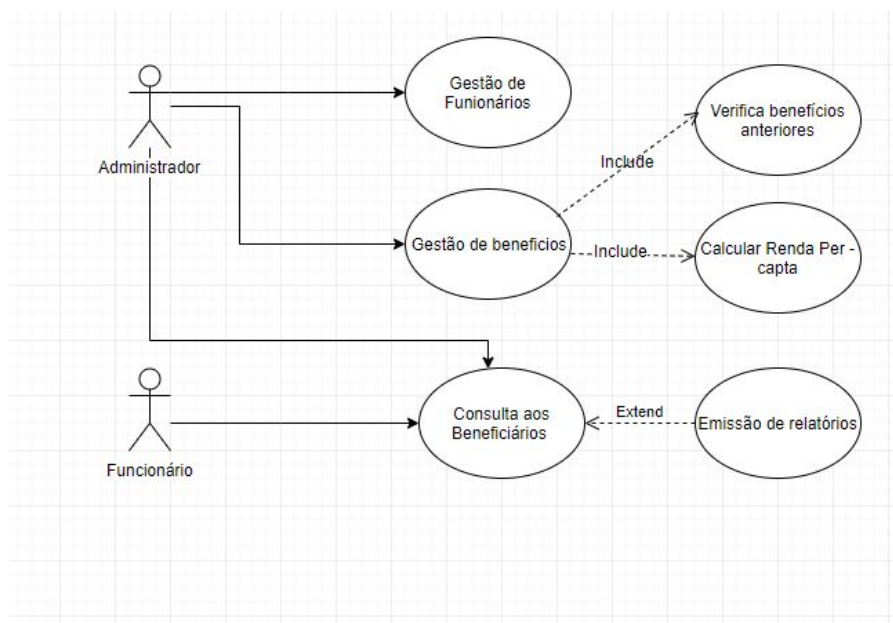 Gestão de
Funionários
Verifica benefícios
anteriores
Administrador
Include
Gestão de beneficios
Include
Calcular Renda Per -
capta
Consulta aos
Beneficiários
Extend
Emissão de relatórios
Funcionário